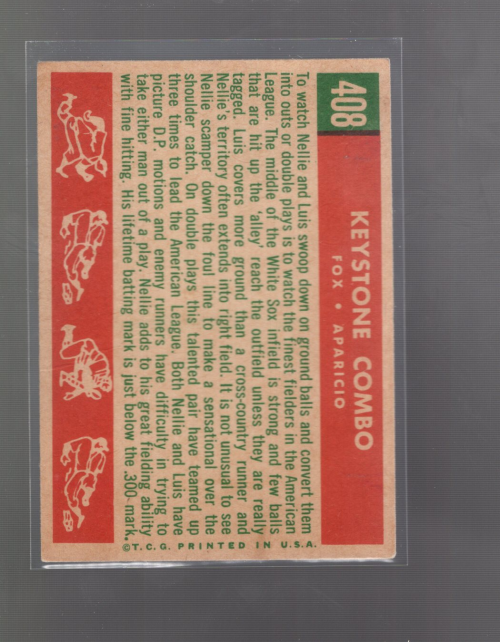 408
KEYSTONE COMBO
FOX • APARICIO
To watch Nellie and Luis swoop down on ground balls and convert them
into outs or double plays is to watch the finest fielders in the American
League. The middle of the White Sox infield is strong and few balls
that are hit up the 'alley' reach the outfield unless they are really
tagged. Luis covers more ground than a cross-country runner and
Nellie's territory often extends into right field. It is not unusual to see
Nellie scamper down the foul line to make a sensational over the
shoulder catch. On double plays this talented pair have teamed up
three times to lead the American League. Both Nellie and Luis have
picture D.P. motions and enemy runners have difficulty in trying to
take either man out of a play. Nellie adds to his great fielding ability
with fine hitting. His lifetime batting mark is just below the .300 mark.
©T.C.G. PRINTED IN U.S.A.